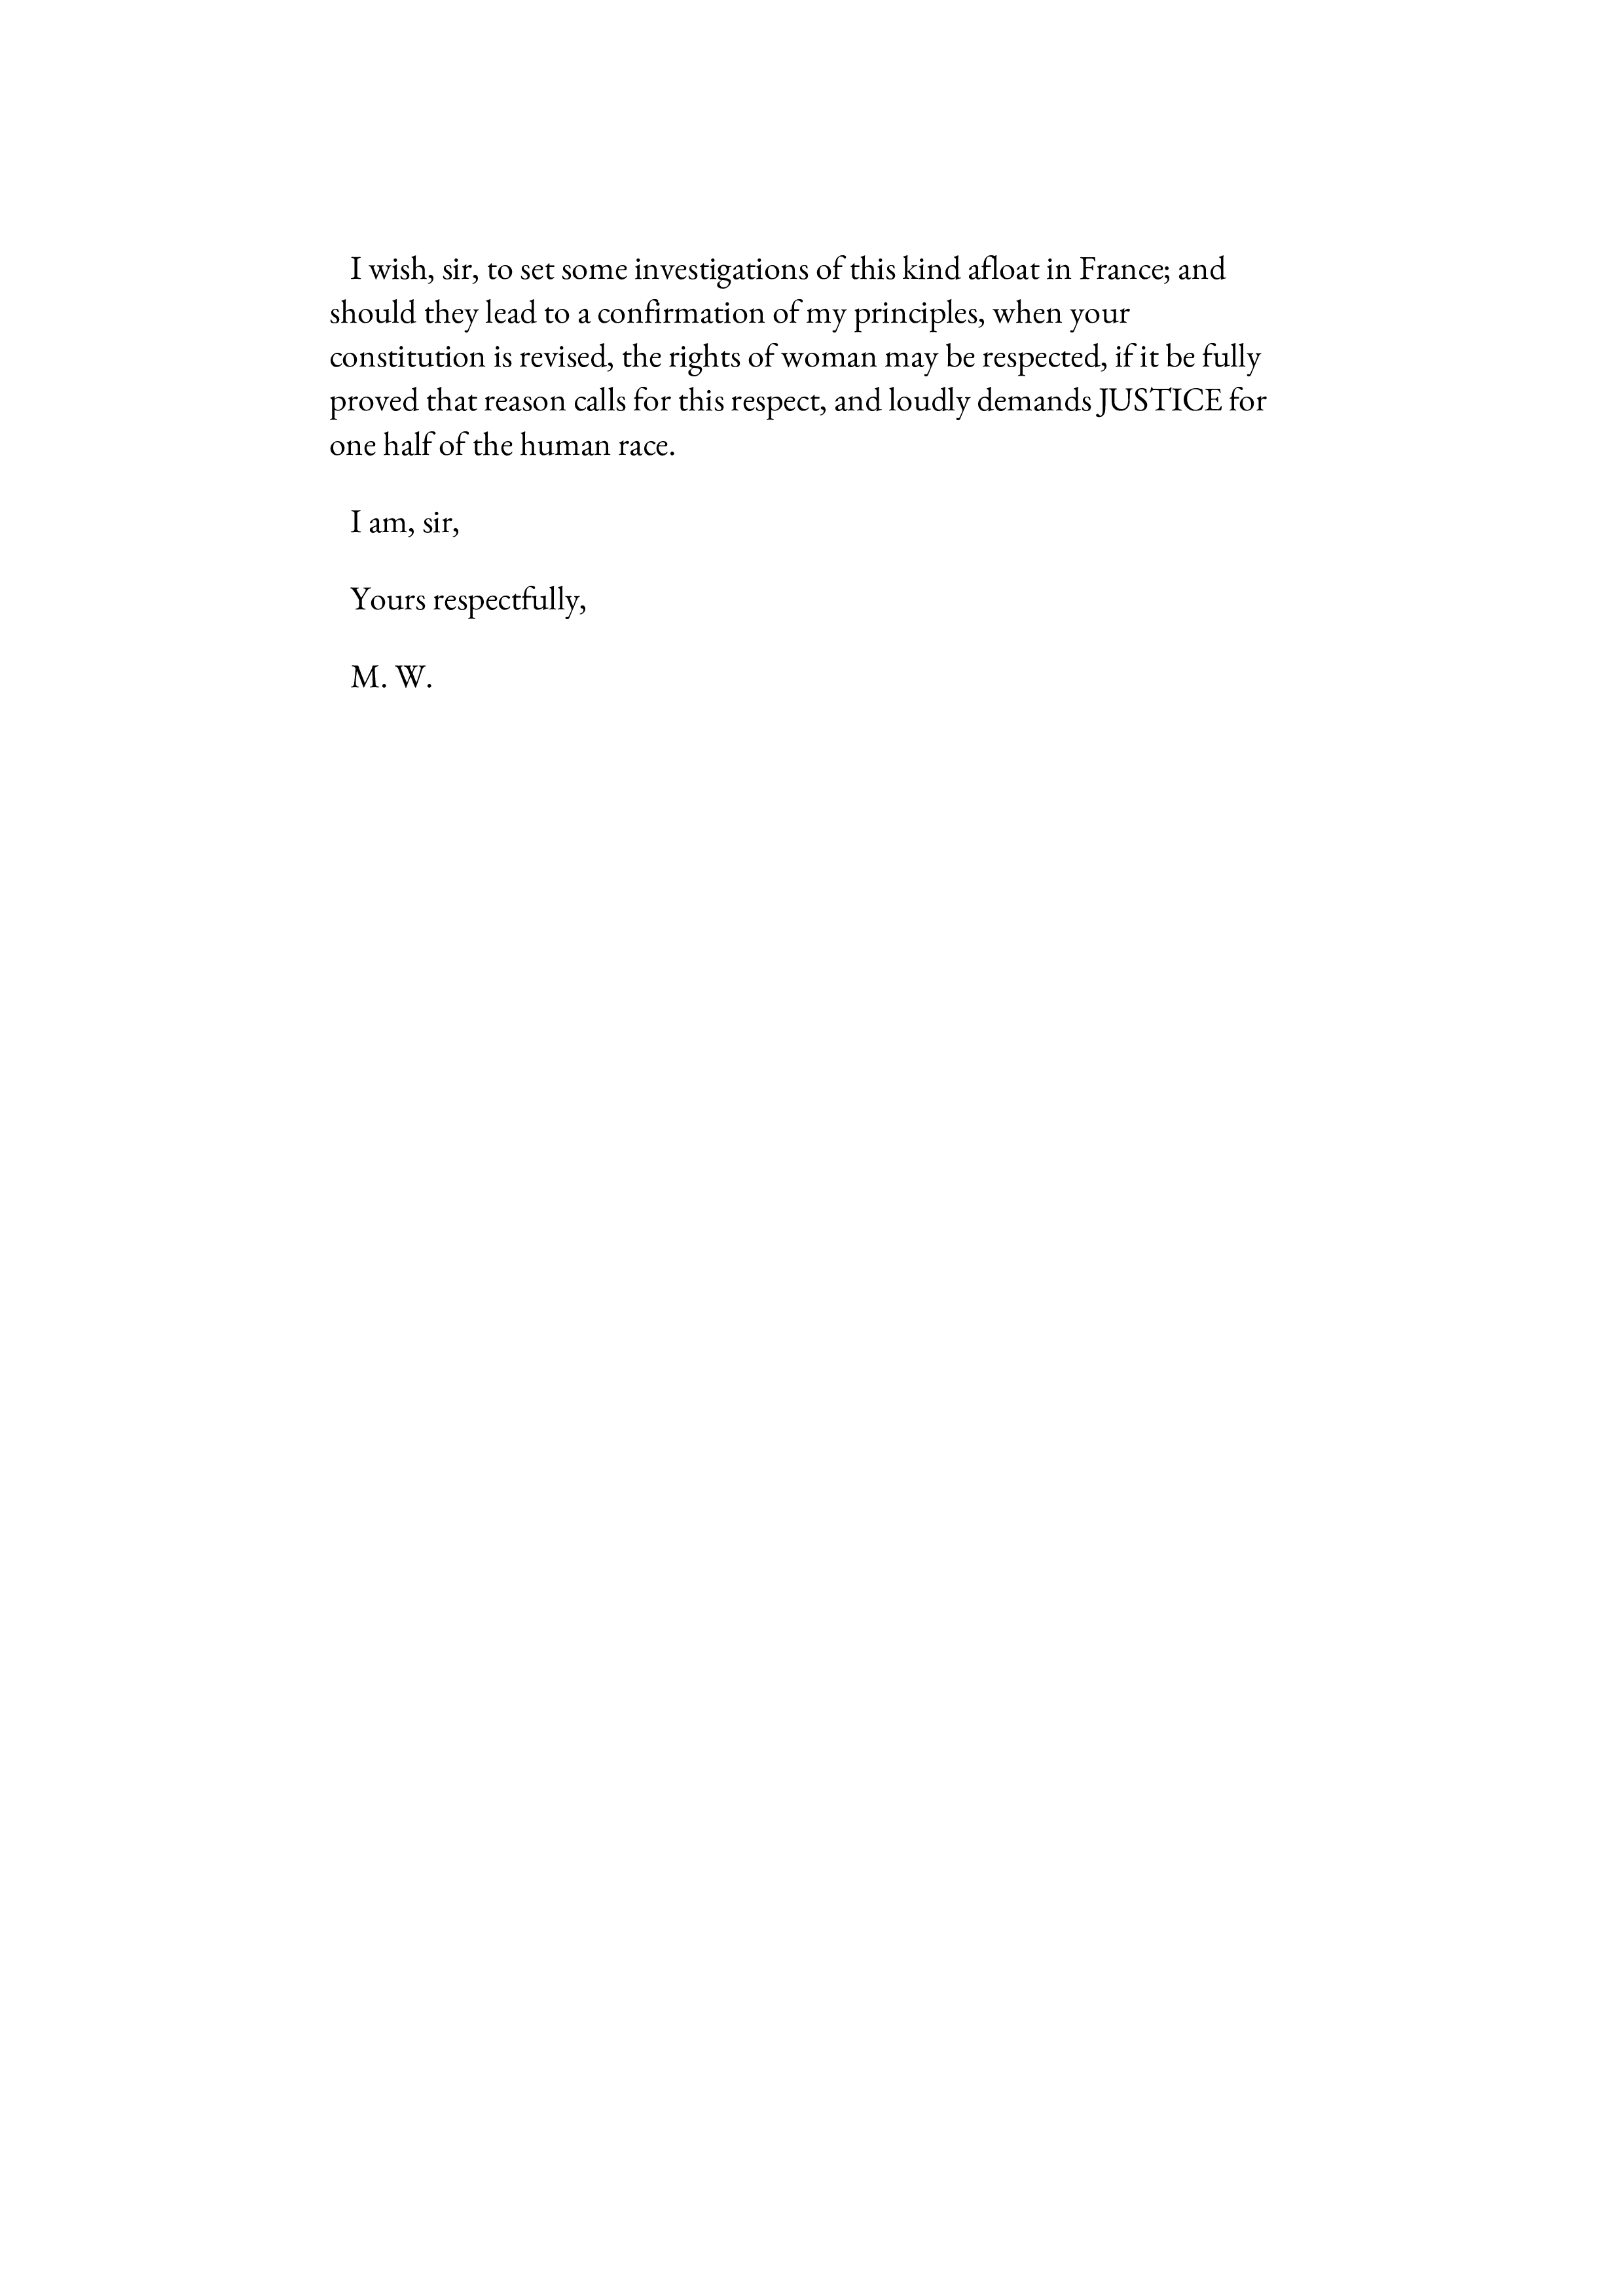 I wish, sir, to set some investigations of this kind afloat in France; and
should they lead to a confirmation of my principles, when your
constitution is revised, the rights of woman may be respected, if it be fully
proved that reason calls for this respect, and loudly demands JUSTICE for
one half of the human race.
I am, sir,
Yours respectfully,
M. W.